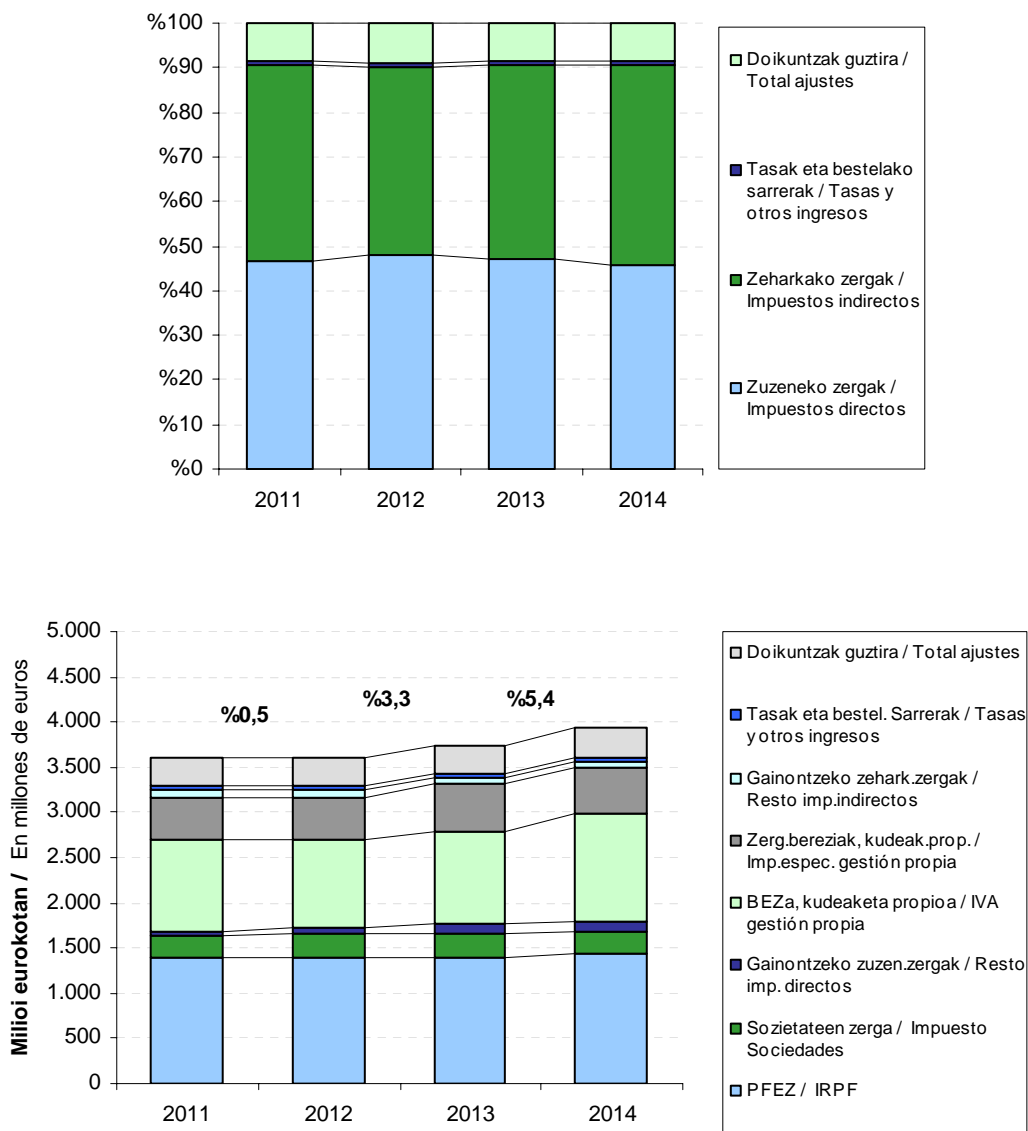 %100
%90
%80
%70
%60
%50
%40
%30
%20
%10
%0
2011 2012 2013 2014
Doikuntzak guztira /
Total ajustes
Tasak eta bestelako
sarrerak / Tasas y
otros ingresos
Zeharkako zergak /
Impuestos indirectos
Zuzeneko zergak /
Impuestos directos
Milioi eurokotan / En millones de euros
5.000
4.500
4.000
3.500
3.000
2.500
2.000
1.500
1.000
500
0
%0,5 %3,3 %5,4
2011 2012 2013 2014
Doikuntzak guztira / Total ajustes
Tasak eta bestel. Sarrerak / Tasas
y otros ingresos
Gainontzeko zehark.zergak /
Resto imp.indirectos
Zerg.bereziak, kudeak.prop. /
Imp.espec. gestión propia
BEZa, kudeaketa propioa / IVA
gestión propia
Gainontzeko zuzen.zergak / Resto
imp. directos
Sozietateen zerga / Impuesto
Sociedades
PFEZ / IRPF